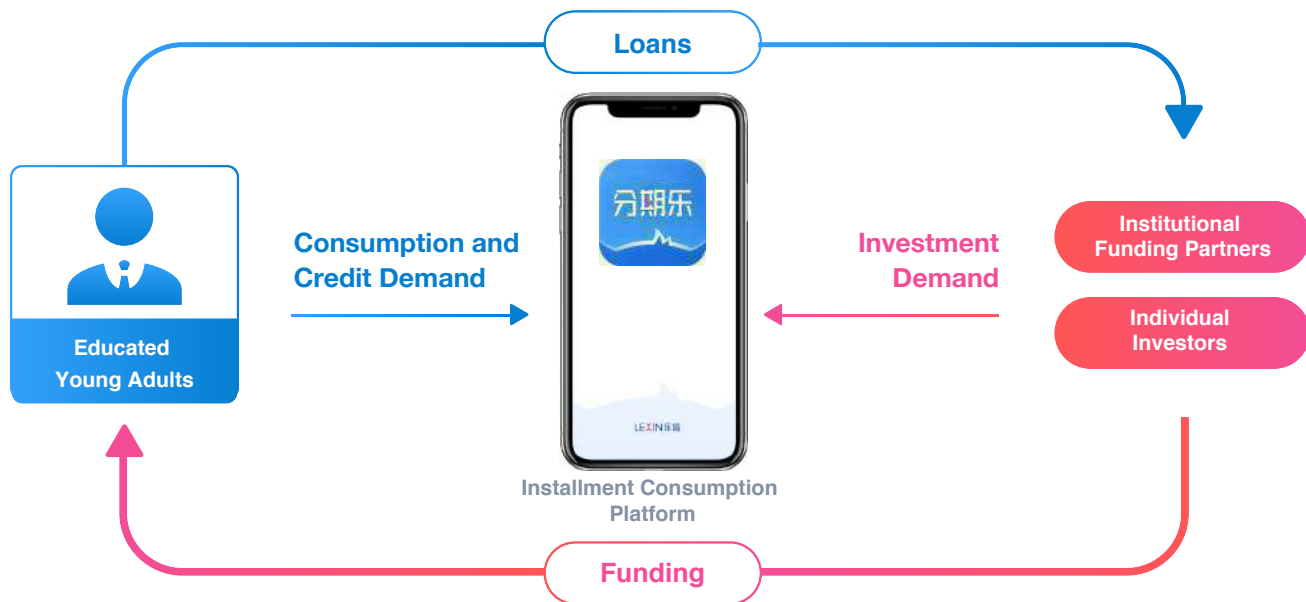 Loans
分期乐
Consumption and
Credit Demand
Investment
Demand
Institutional
Funding Partners
Individual
Investors
Educated
Young Adults
LEXIN乐信
Installment Consumption
Platform
Funding